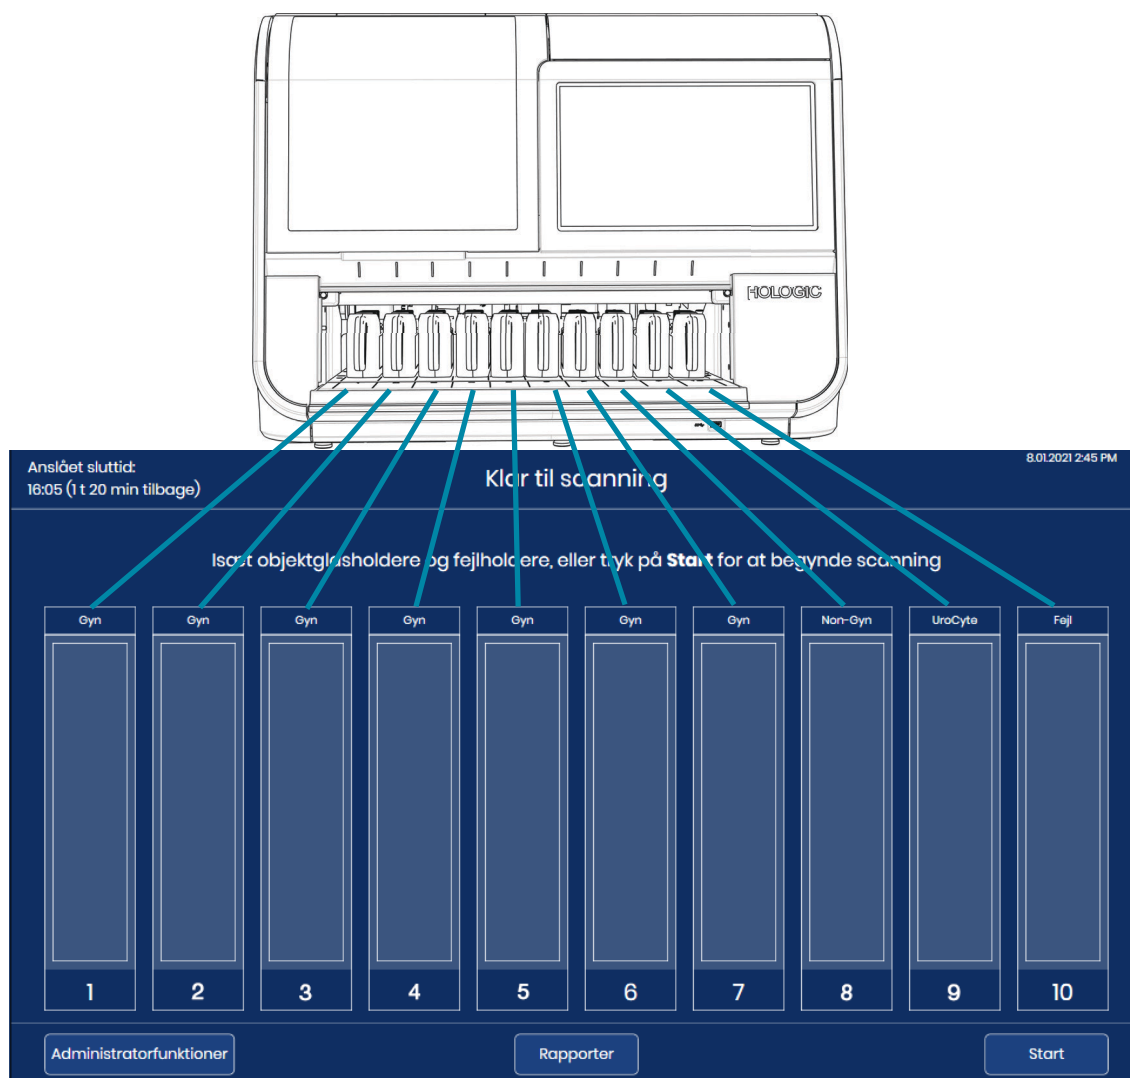 HOLOGIC
Anslået sluttid:
16:05 (1 t 20 min tilbage)
Klar til scanning
8.01.2021 2:45 PM
Isæt objektglasholdere og fejlholdere, eller tryk på Start for at begynde scanning
Gyn Gyn Gyn Gyn Gyn Gyn Gyn Non-Gyn UroCyte Fejl
1 2 3 4 5 6 7 8 9 10
Administratorfunktioner Rapporter Start